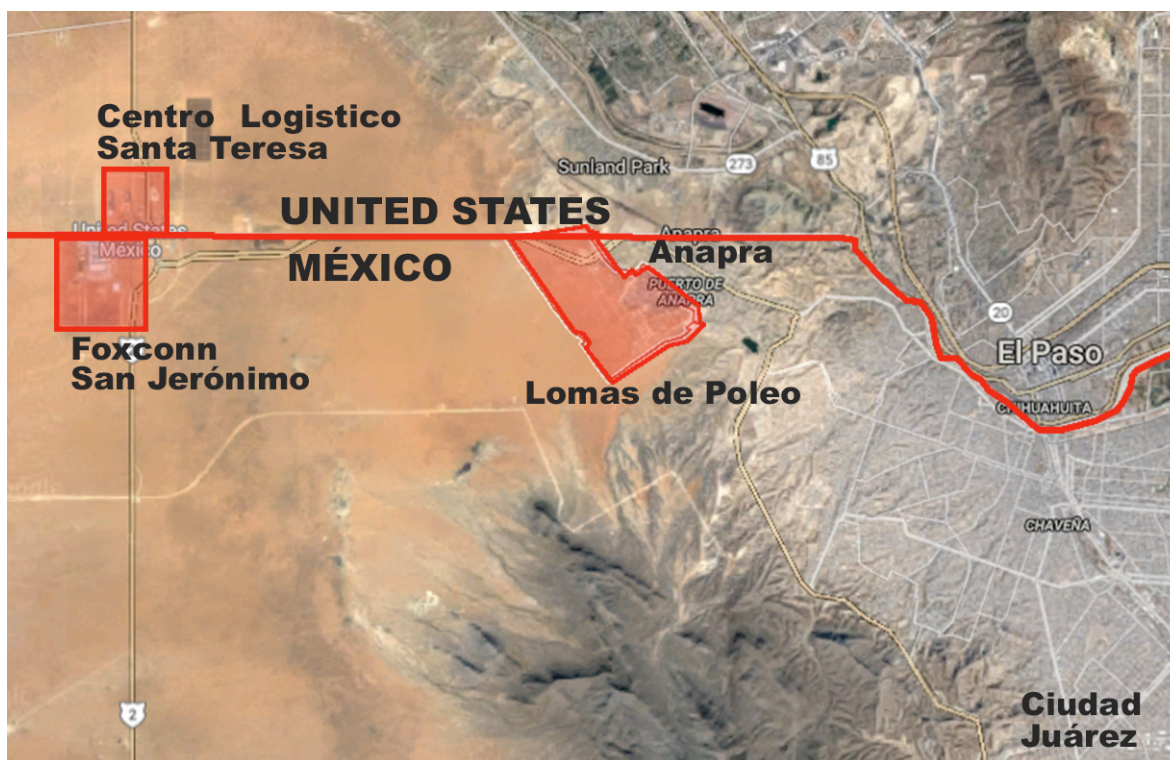 Centro Logistico
Santa Teresa
Sunland Park
273
85
UNITED STATES
United States
México
MÉXICO
Anapra
Anapra
PUERTO DE
ANAPRA
20
El Paso
Foxconn
San Jerónimo
Lomas de Poleo
CHIHUAHUITA
CHAVEÑA
2
Ciudad
Juárez